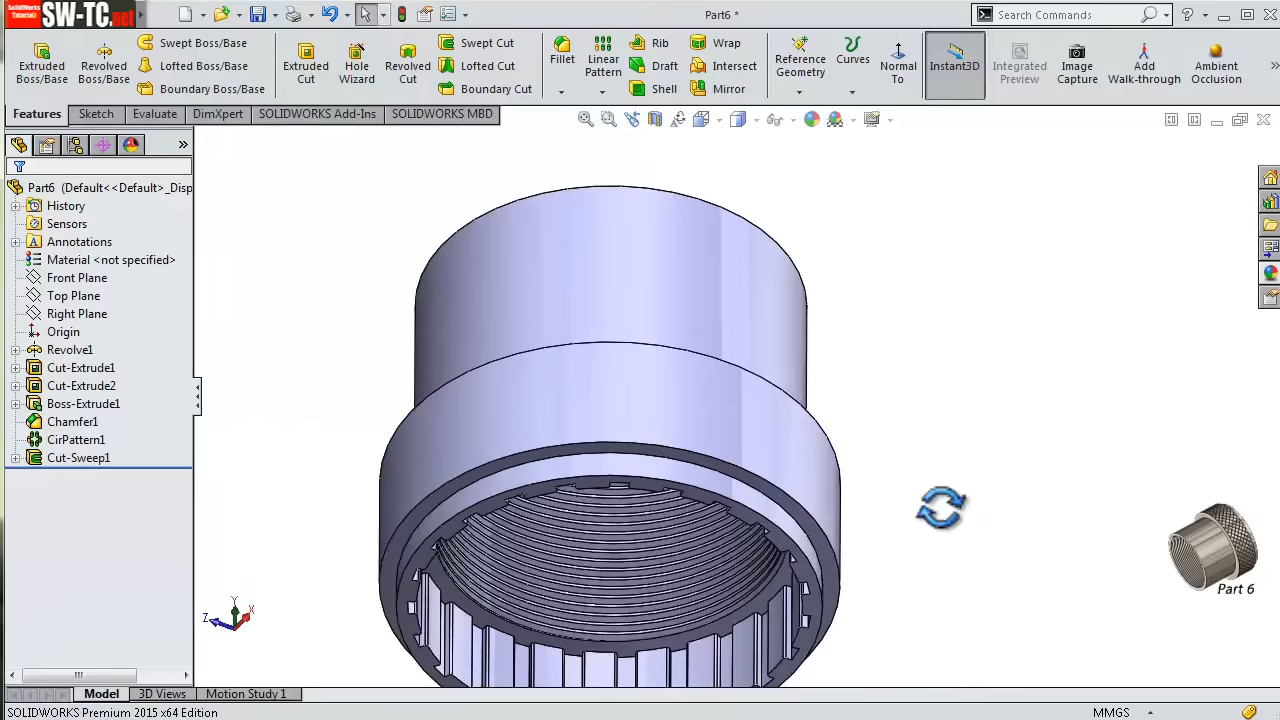 SolidWorks
Tutorial!
SW-TC.net
Part6 *
Search Commands
Extruded Boss/Base
Revolved Boss/Base
Swept Boss/Base
Lofted Boss/Base
Boundary Boss/Base
Extruded Cut
Hole Wizard
Revolved Cut
Swept Cut
Lofted Cut
Boundary Cut
Fillet
Linear Pattern
Rib
Draft
Shell
Wrap
Intersect
Mirror
Reference Geometry
Curves
Normal To
Instant3D
Integrated Preview
Image Capture
Add Walk-through
Ambient Occlusion
Features
Sketch
Evaluate
DimXpert
SOLIDWORKS Add-Ins
SOLIDWORKS MBD
Part6 (Default<<Default>_Disp
History
Sensors
Annotations
Material <not specified>
Front Plane
Top Plane
Right Plane
Origin
Revolve1
Cut-Extrude1
Cut-Extrude2
Boss-Extrude1
Chamfer1
CirPattern1
Cut-Sweep1
Y
Z
X
Part 6
Model
3D Views
Motion Study 1
SOLIDWORKS Premium 2015 x64 Edition
MMGS